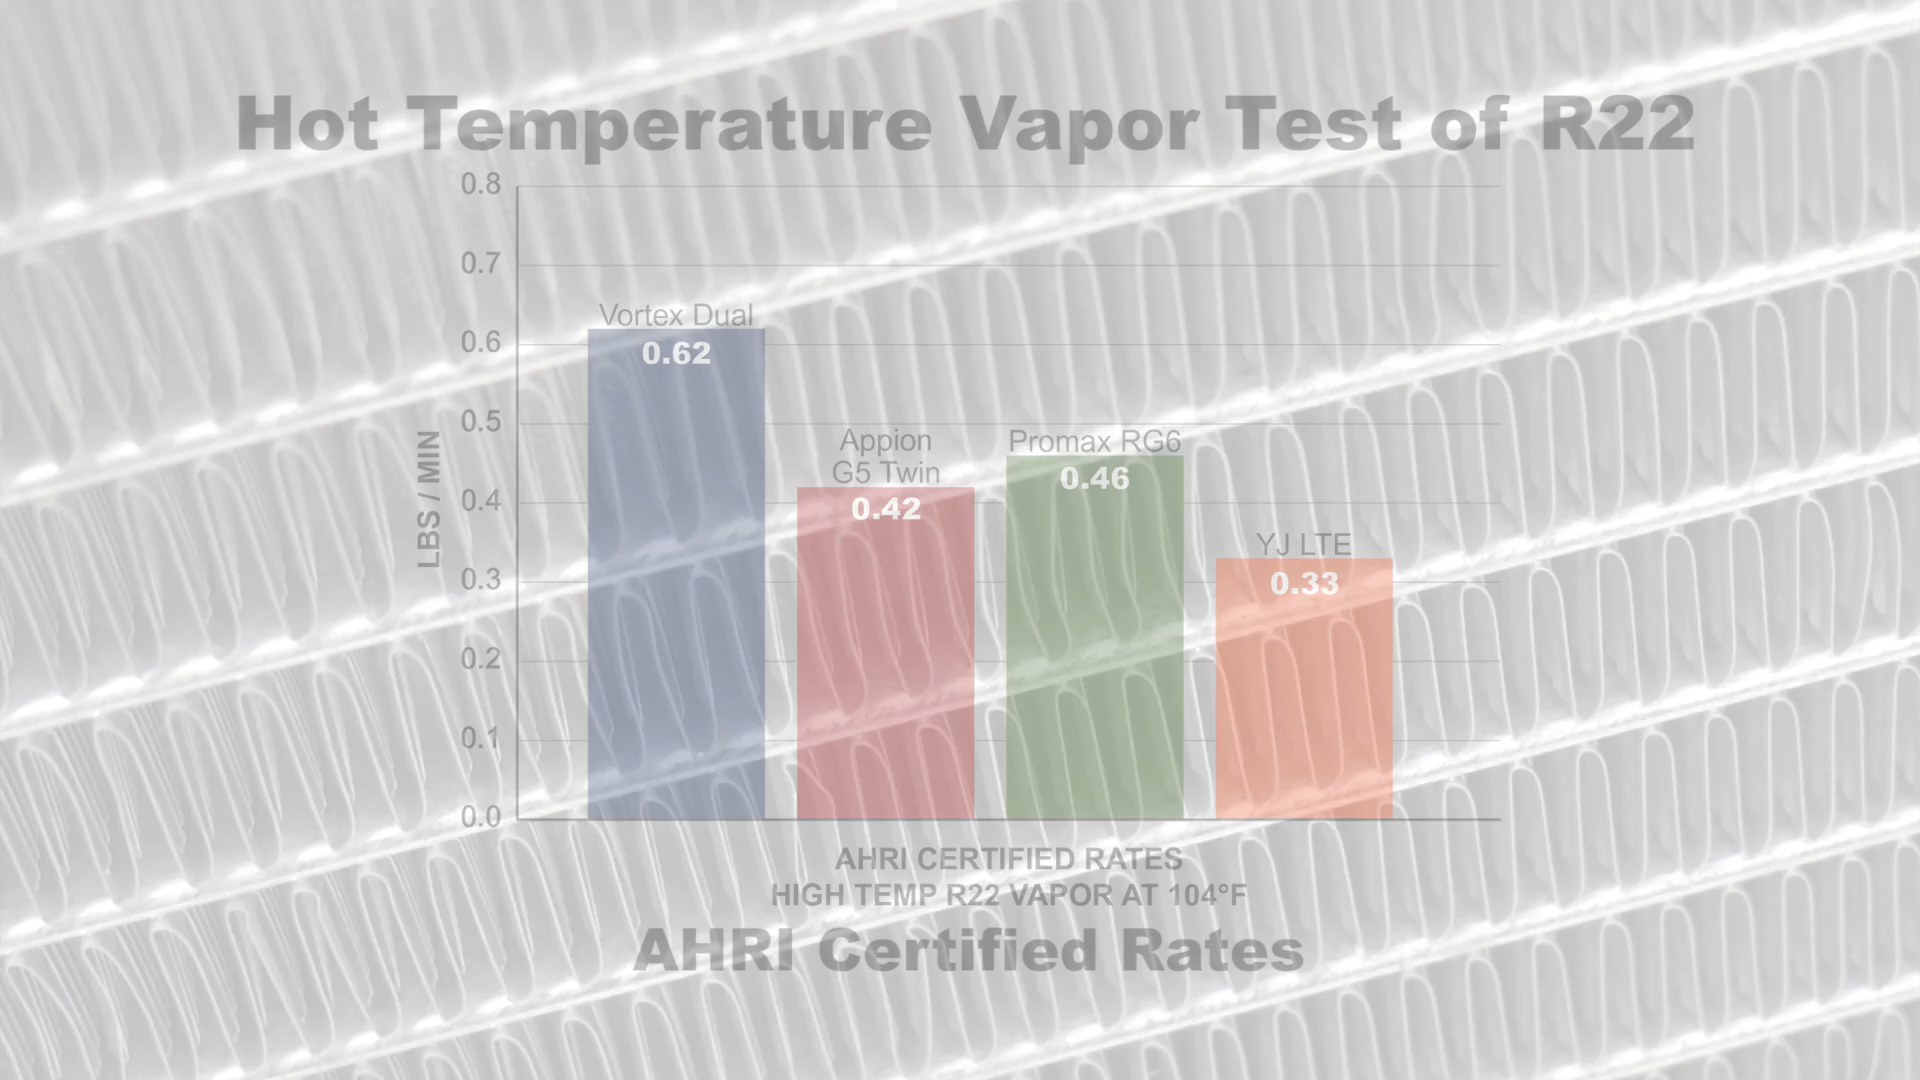 Hot Temperature Vapor Test of R22
0.8
0.7
0.6
0.5
0.4
0.3
0.2
0.1
0.0
LBS / MIN
Vortex Dual
0.62
Appion
G5 Twin
0.42
Promax RG6
0.46
YJ LTE
0.33
AHRI CERTIFIED RATES
HIGH TEMP R22 VAPOR AT 104°F
AHRI Certified Rates